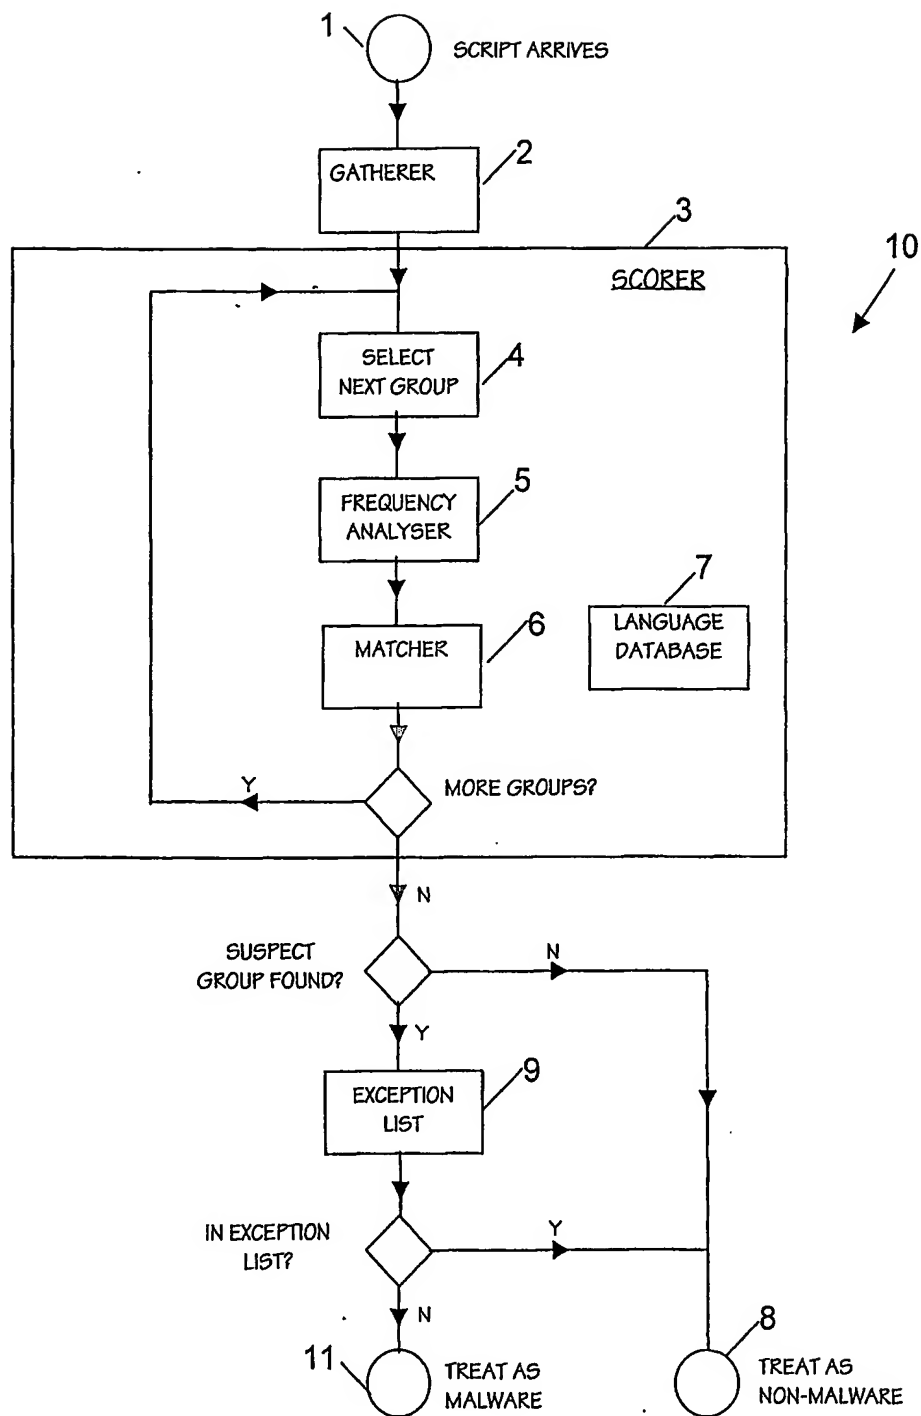 1
SCRIPT ARRIVES
2
GATHERER
3
10
SCORER
SELECT
NEXT GROUP
4
FREQUENCY
ANALYSER
5
MATCHER
6
7
LANGUAGE
DATABASE
Y
MORE GROUPS?
N
SUSPECT
GROUP FOUND?
N
Y
9
EXCEPTION
LIST
IN EXCEPTION
LIST?
Y
N
11
TREAT AS
MALWARE
8
TREAT AS
NON-MALWARE